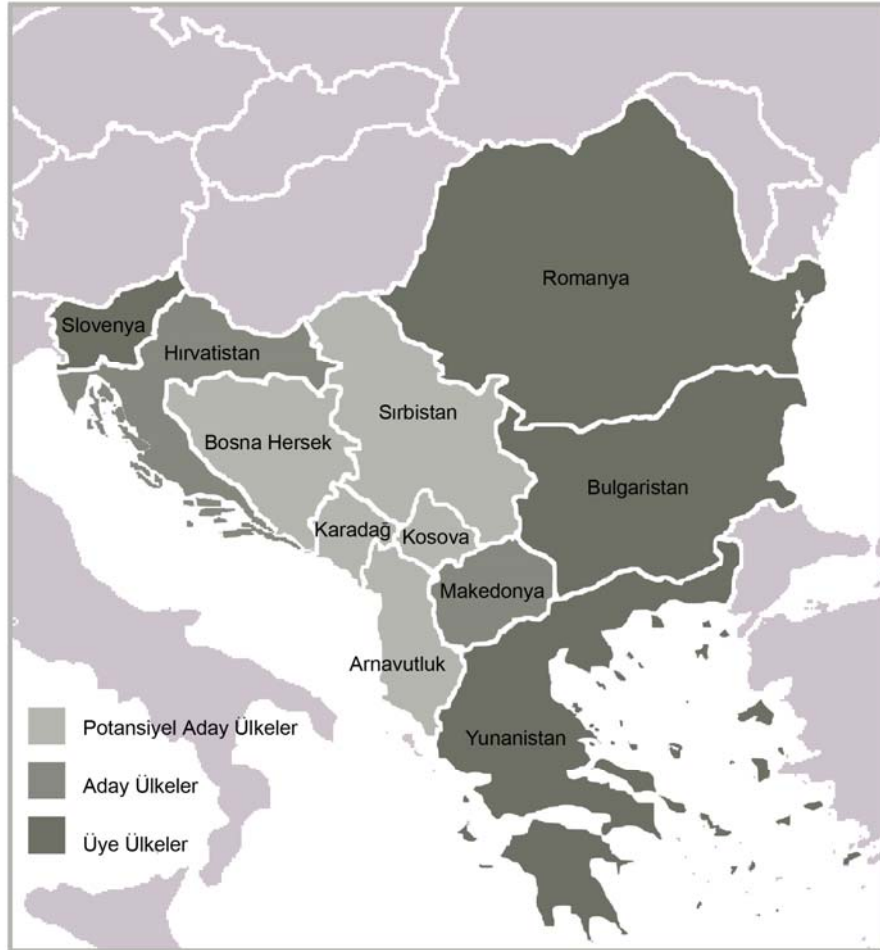 Romanya
Slovenya
Hırvatistan
Sırbistan
Bosna Hersek
Bulgaristan
Karadağ
Kosova
Makedonya
Arnavutluk
Yunanistan
Potansiyel Aday Ülkeler
Aday Ülkeler
Üye Ülkeler